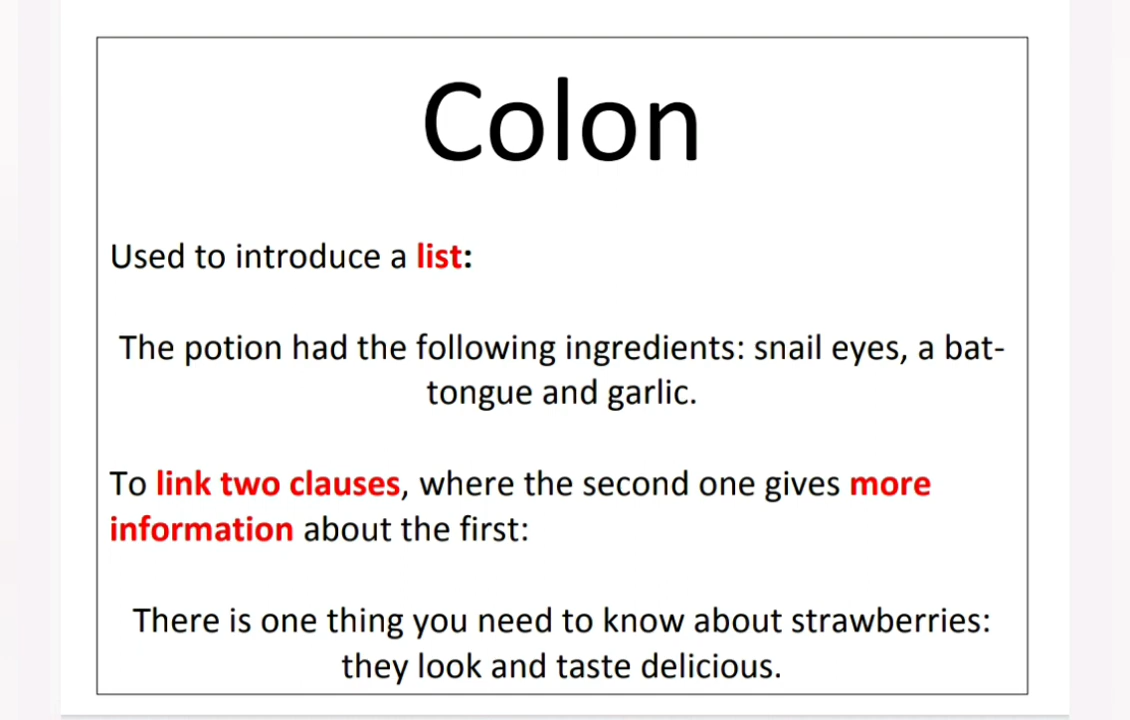 Colon
Used to introduce a list:
The potion had the following ingredients: snail eyes, a bat-
tongue and garlic.
To link two clauses, where the second one gives more
information about the first:
There is one thing you need to know about strawberries:
they look and taste delicious.